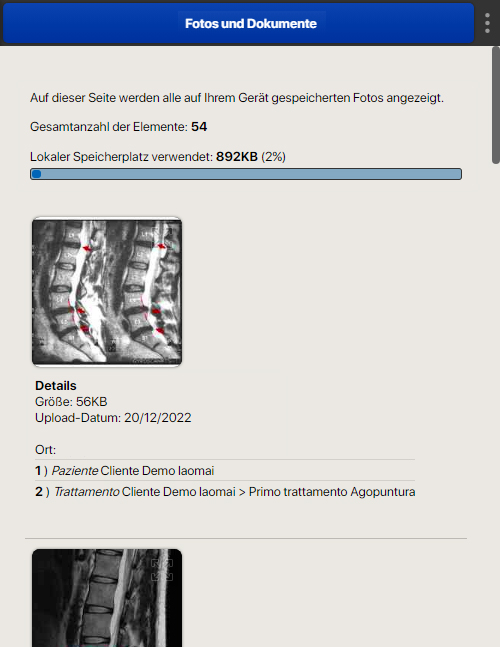 Fotos und Dokumente
Auf dieser Seite werden alle auf Ihrem Gerät gespeicherten Fotos angezeigt.
Gesamtanzahl der Elemente: 54
Lokaler Speicherplatz verwendet: 892KB (2%)
Details
Größe: 56KB
Upload-Datum: 20/12/2022
Ort:
1 ) Paziente Cliente Demo laomai
2 ) Trattamento Cliente Demo laomai > Primo trattamento Agopuntura